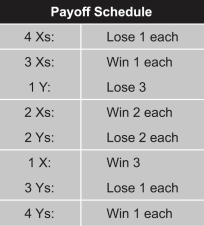 Payoff Schedule
4 Xs: Lose 1 each
3 Xs: Win 1 each
1 Y: Lose 3
2 Xs: Win 2 each
2 Ys: Lose 2 each
1 X: Win 3
3 Ys: Lose 1 each
4 Ys: Win 1 each